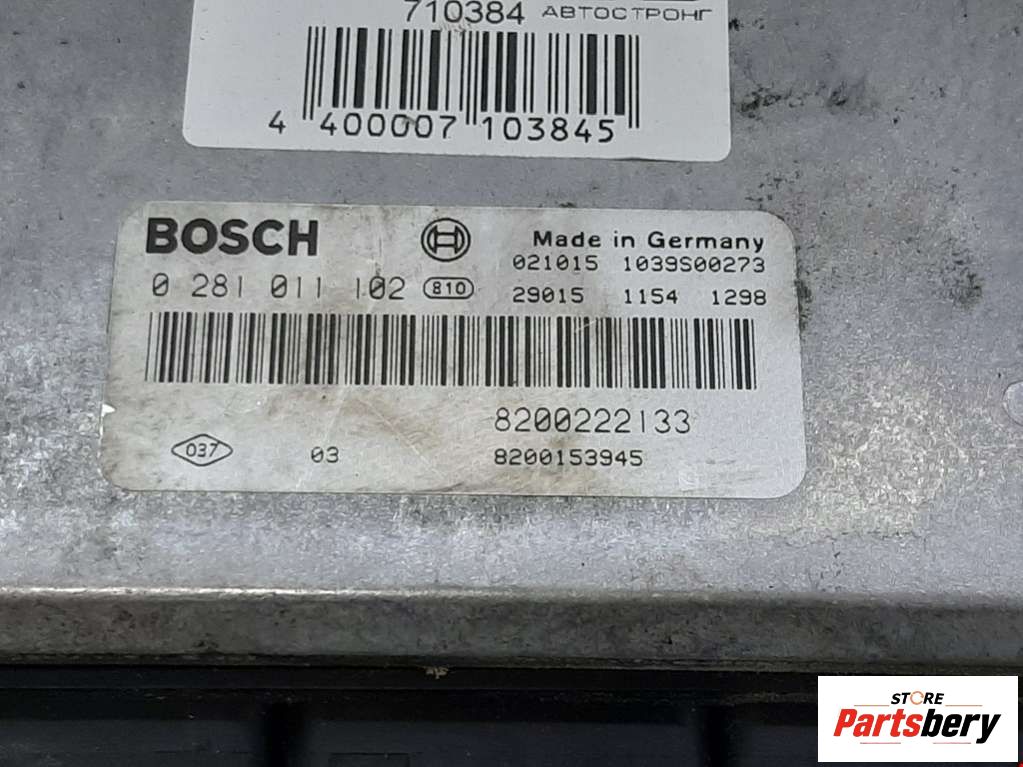 710384 АВТОСТРОНГ
4 400007 103845
BOSCH Made in Germany
021015 1039S00273
0 281 011 102 810 29015 1154 1298
8200222133
037 03 8200153945
STORE
Partsbery